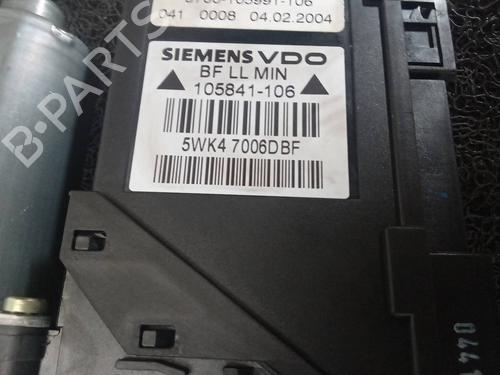 041 0008 04.02.2004
SIEMENS VDO
BF LL MIN
105841-106
5WK4 7006DBF
B-PARTS